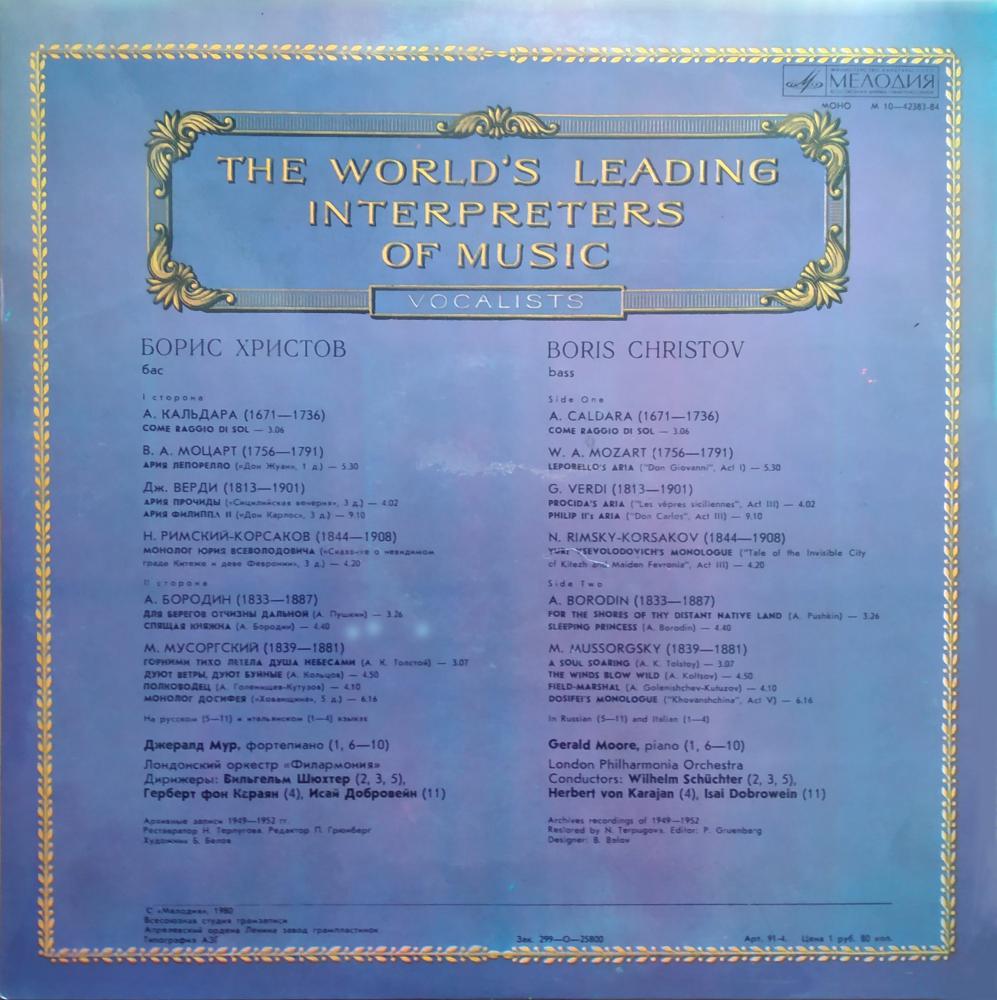 МЕЛОДИЯ
МОНО М 10—42383-84
THE WORLD'S LEADING
INTERPRETERS
OF MUSIC
VOCALISTS
БОРИС ХРИСТОВ
бас
I сторона
А. КАЛЬДАРА (1671—1736)
COME RAGGIO DI SOL — 3.06
В. А. МОЦАРТ (1756—1791)
АРИЯ ЛЕПОРЕЛЛО («Дон Жуан», 1 д.) — 5.30
Дж. ВЕРДИ (1813—1901)
АРИЯ ПРОЧИДЫ («Сицилийская вечерня», 3 д.) — 4.02
АРИЯ ФИЛИППА II («Дон Карлос», 3 д.) — 9.10
Н. РИМСКИЙ-КОРСАКОВ (1844—1908)
МОНОЛОГ ЮРИЯ ВСЕВОЛОДОВИЧА («Сказание о невидимом
граде Китеже и деве Февронии», 3 д.) — 4.20
II сторона
А. БОРОДИН (1833—1887)
ДЛЯ БЕРЕГОВ ОТЧИЗНЫ ДАЛЬНОЙ (А. Пушкин) — 3.26
СПЯЩАЯ КНЯЖНА (А. Бородин) — 4.40
М. МУСОРГСКИЙ (1839—1881)
ГОРНИМИ ТИХО ЛЕТЕЛА ДУША НЕБЕСАМИ (А. К. Толстой) — 3.07
ДУЮТ ВЕТРЫ, ДУЮТ БУЙНЫЕ (А. Кольцов) — 4.50
ПОЛКОВОДЕЦ (А. Голенищев-Кутузов) — 4.10
МОНОЛОГ ДОСИФЕЯ («Хованщина», 5 д.) — 6.16
На русском (5—11) и итальянском (1—4) языках
Джералд Мур, фортепиано (1, 6—10)
Лондонский оркестр «Филармония»
Дирижеры: Вильгельм Шюхтер (2, 3, 5),
Герберт фон Караян (4), Исай Добровейн (11)
Архивные записи 1949—1952 гг.
Реставратор Н. Терпугова. Редактор П. Грюнберг
Художник Б. Белов
BORIS CHRISTOV
bass
Side One
A. CALDARA (1671—1736)
COME RAGGIO DI SOL — 3.06
W. A. MOZART (1756—1791)
LEPORELLO'S ARIA ("Don Giovanni", Act I) — 5.30
G. VERDI (1813—1901)
PROCIDA'S ARIA ("Les vêpres siciliennes", Act III) — 4.02
PHILIP II's ARIA ("Don Carlos", Act III) — 9.10
N. RIMSKY-KORSAKOV (1844—1908)
YURI VSEVOLODOVICH'S MONOLOGUE ("Tale of the Invisible City
of Kitezh and Maiden Fevronia", Act III) — 4.20
Side Two
A. BORODIN (1833—1887)
FOR THE SHORES OF THY DISTANT NATIVE LAND (A. Pushkin) — 3.26
SLEEPING PRINCESS (A. Borodin) — 4.40
M. MUSSORGSKY (1839—1881)
A SOUL SOARING (A. K. Tolstoy) — 3.07
THE WINDS BLOW WILD (A. Koltsov) — 4.50
FIELD-MARSHAL (A. Golenishchev-Kutuzov) — 4.10
DOSIFEI'S MONOLOGUE ("Khovanshchina", Act V) — 6.16
In Russian (5—11) and Italian (1—4)
Gerald Moore, piano (1, 6—10)
London Philharmonia Orchestra
Conductors: Wilhelm Schüchter (2, 3, 5),
Herbert von Karajan (4), Isai Dobrowein (11)
Archives recordings of 1949—1952
Restored by N. Terpugova. Editor: P. Gruenberg
Designer: B. Belov
С «Мелодия», 1980
Всесоюзная студия грамзаписи
Апрелевский ордена Ленина завод грампластинок
Типография АЗГ
Зак. 299—О—25800
Арт. 91-4. Цена 1 руб. 80 коп.